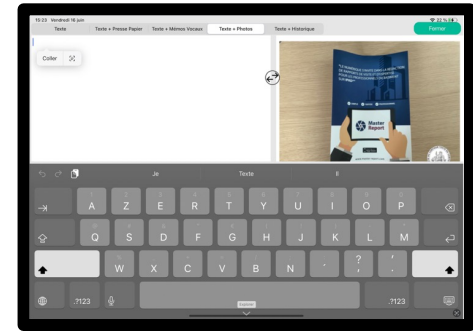 15:23 Vendredi 16 juin
22 %
Texte
Texte + Presse Papier
Texte + Mémos Vocaux
Texte + Photos
Texte + Historique
Fermer
Coller
Master
Report
Je
Texte
Il
A Z E R T Y U I O P
Q S D F G H J K L M
W X C V B N . ? ,
.?123
.?123